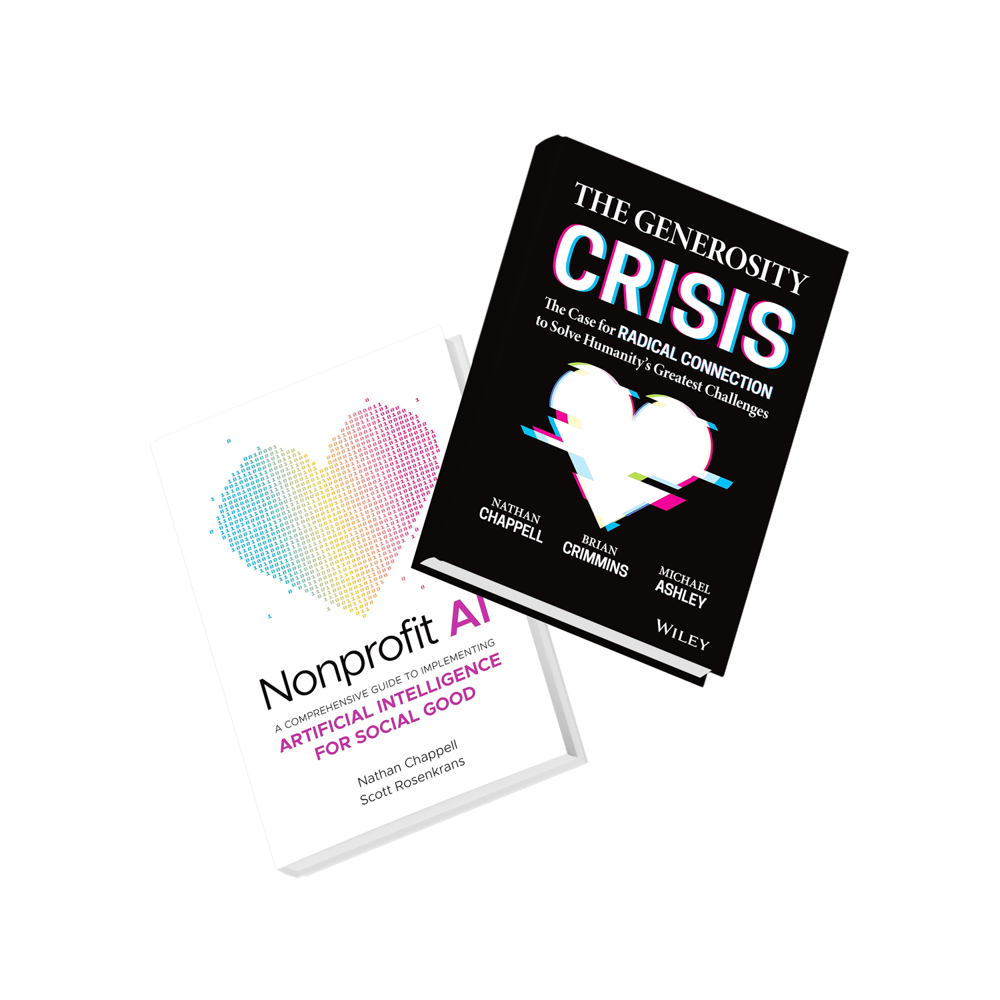 THE GENEROSITY
CRISIS
The Case for RADICAL CONNECTION
to Solve Humanity's Greatest Challenges
NATHAN
CHAPPELL
BRIAN
CRIMMINS
MICHAEL
ASHLEY
WILEY
Nonprofit AI
A COMPREHENSIVE GUIDE TO IMPLEMENTING
ARTIFICIAL INTELLIGENCE
FOR SOCIAL GOOD
Nathan Chappell
Scott Rosenkrans